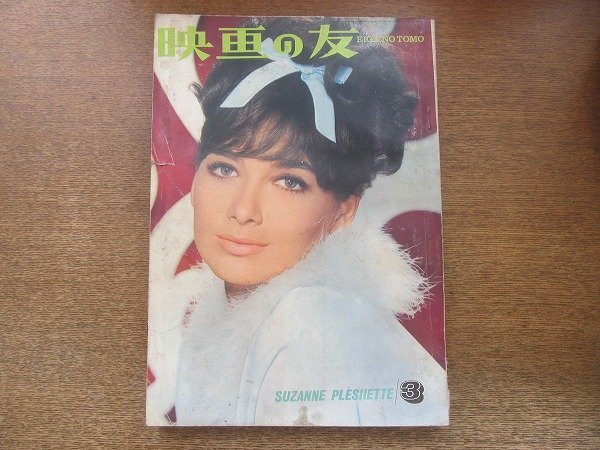 映画の友
EIGA NO TOMO
SUZANNE PLESHETTE 3